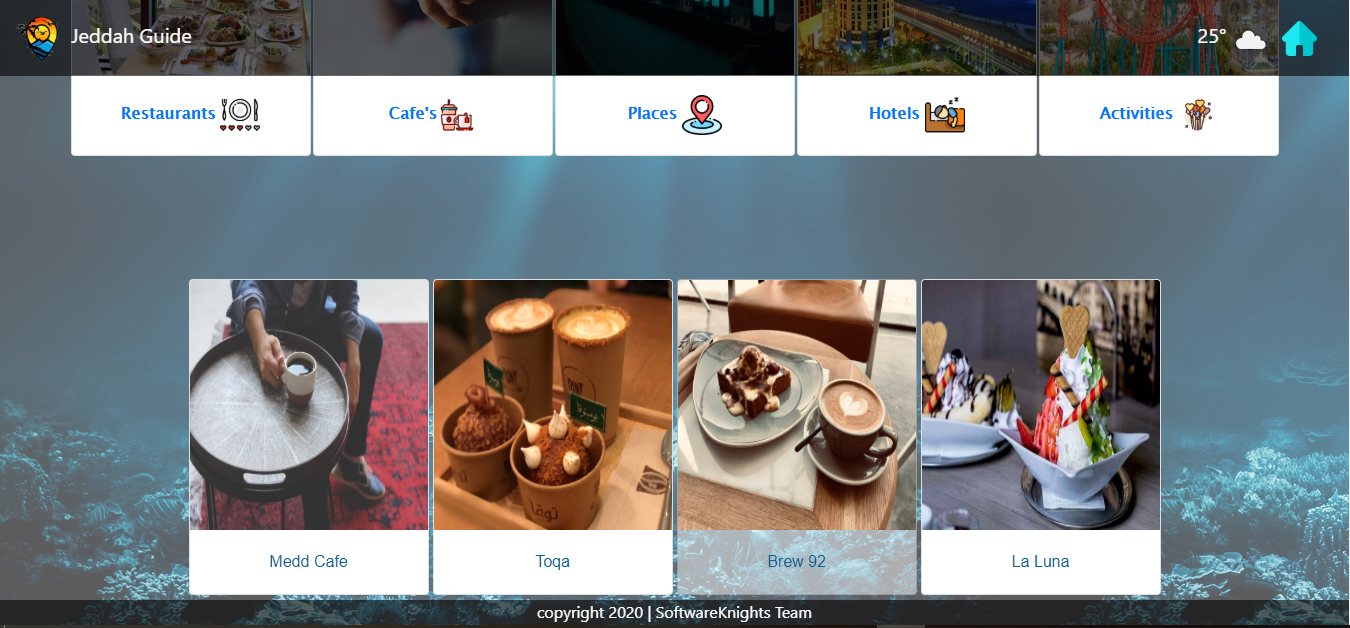 Jeddah Guide
25°
Restaurants
Cafe's
Places
Hotels
Activities
توقا
Medd Cafe
Toqa
Brew 92
La Luna
copyright 2020 | SoftwareKnights Team